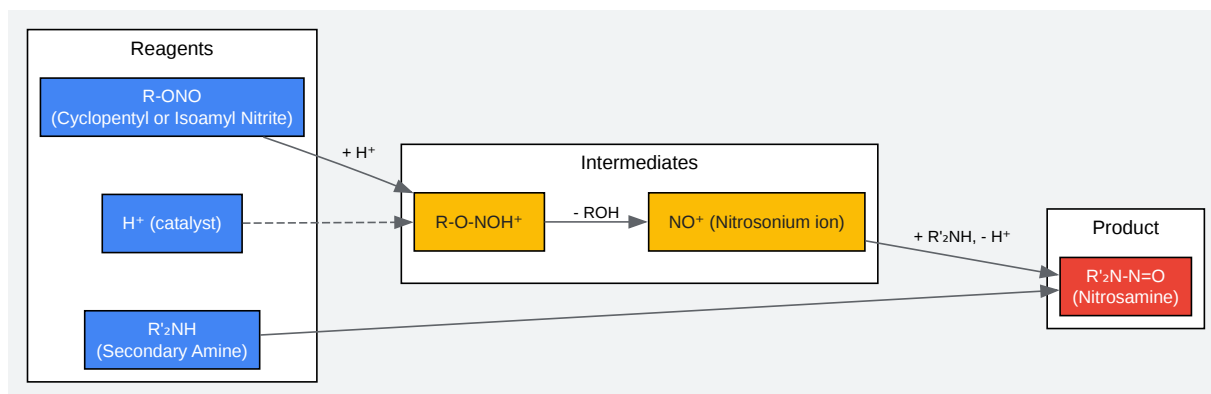 Reagents
R-ONO
(Cyclopentyl or Isoamyl Nitrite)
+ H⁺
H⁺ (catalyst)
R'₂NH
(Secondary Amine)
Intermediates
R-O-NOH⁺
- ROH
NO⁺ (Nitrosonium ion)
+ R'₂NH, - H⁺
Product
R'₂N-N=O
(Nitrosamine)